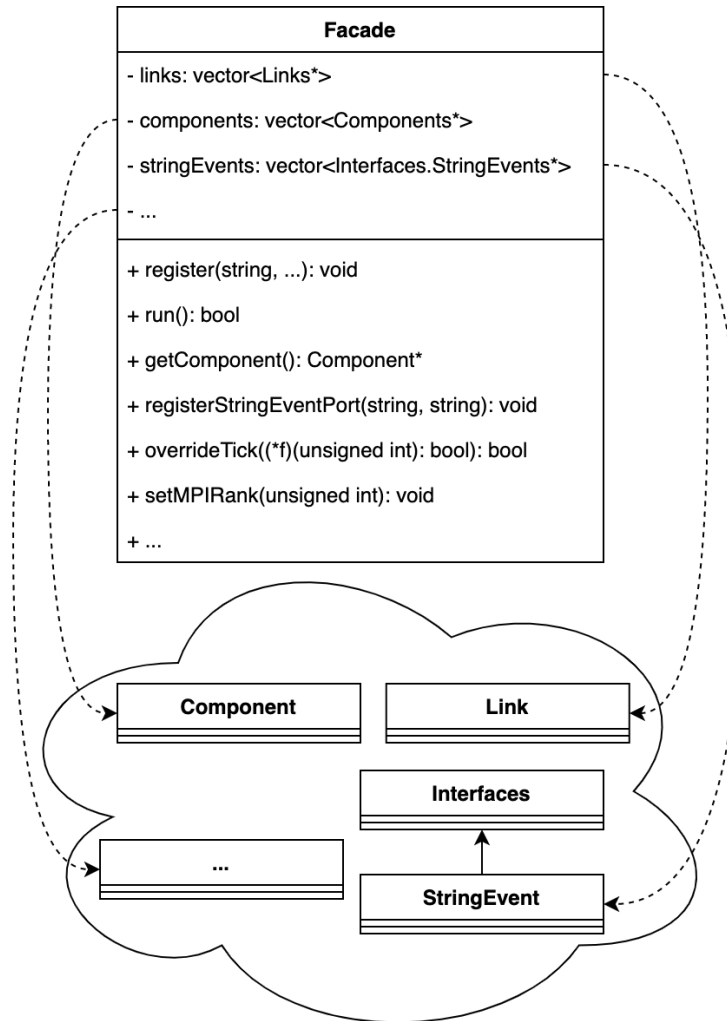 Facade
- links: vector<Links*>
- components: vector<Components*>
- stringEvents: vector<Interfaces.StringEvents*>
- ...
+ register(string, ...): void
+ run(): bool
+ getComponent(): Component*
+ registerStringEventPort(string, string): void
+ overrideTick((*f)(unsigned int): bool): bool
+ setMPIRank(unsigned int): void
+ ...
Component
Link
Interfaces
...
StringEvent